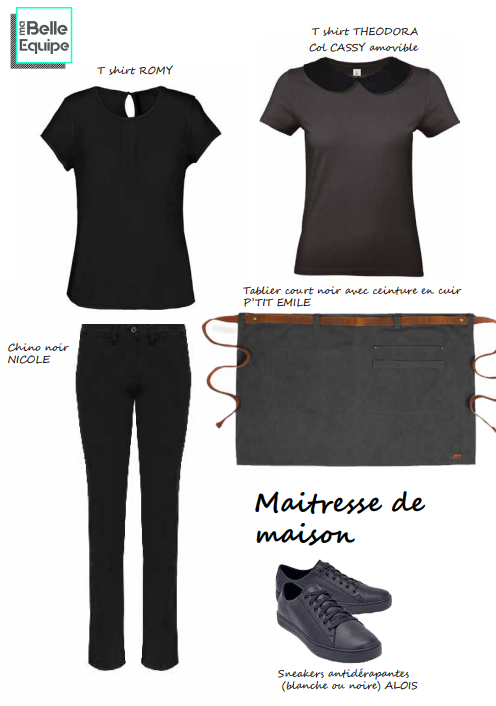 ma
Belle
Equipe
T shirt THEODORA
Col CASSY amovible
T shirt ROMY
Tablier court noir avec ceinture en cuir
P'TIT EMILE
Chino noir
NICOLE
Maitresse de
maison
Sneakers antidérapantes
(blanche ou noire) ALOIS